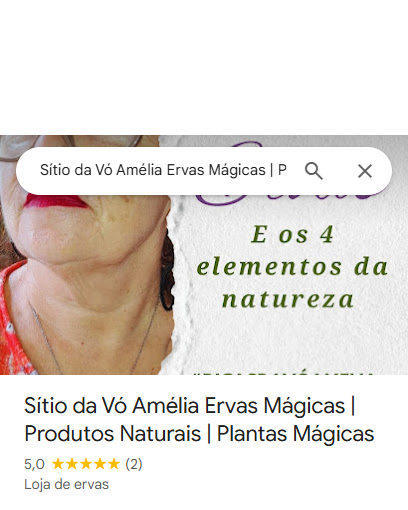 Sítio da Vó Amélia Ervas Mágicas | P
E os 4
elementos da
natureza
Sítio da Vó Amélia Ervas Mágicas |
Produtos Naturais | Plantas Mágicas
5,0 ★★★★★ (2)
Loja de ervas